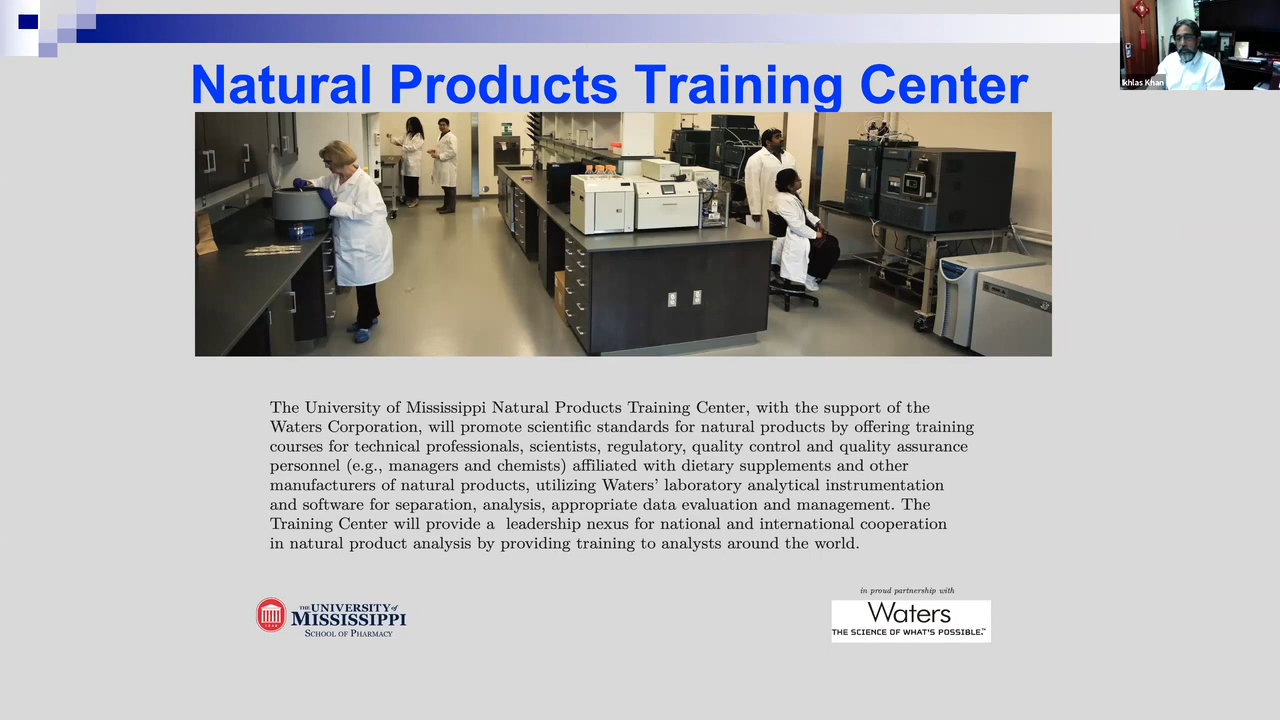 Natural Products Training Center
Ikhlas Khan
The University of Mississippi Natural Products Training Center, with the support of the
Waters Corporation, will promote scientific standards for natural products by offering training
courses for technical professionals, scientists, regulatory, quality control and quality assurance
personnel (e.g., managers and chemists) affiliated with dietary supplements and other
manufacturers of natural products, utilizing Waters' laboratory analytical instrumentation
and software for separation, analysis, appropriate data evaluation and management. The
Training Center will provide a leadership nexus for national and international cooperation
in natural product analysis by providing training to analysts around the world.
THE UNIVERSITY of
MISSISSIPPI
SCHOOL OF PHARMACY
in proud partnership with
Waters
THE SCIENCE OF WHAT'S POSSIBLE.™